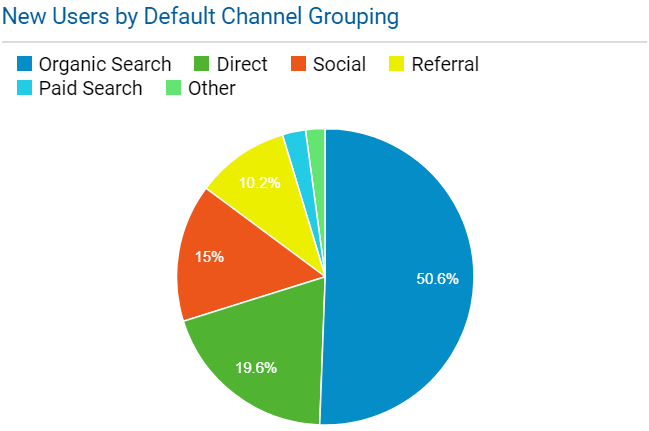 New Users by Default Channel Grouping
Organic Search Direct Social Referral
Paid Search Other
10.2%
15%
50.6%
19.6%